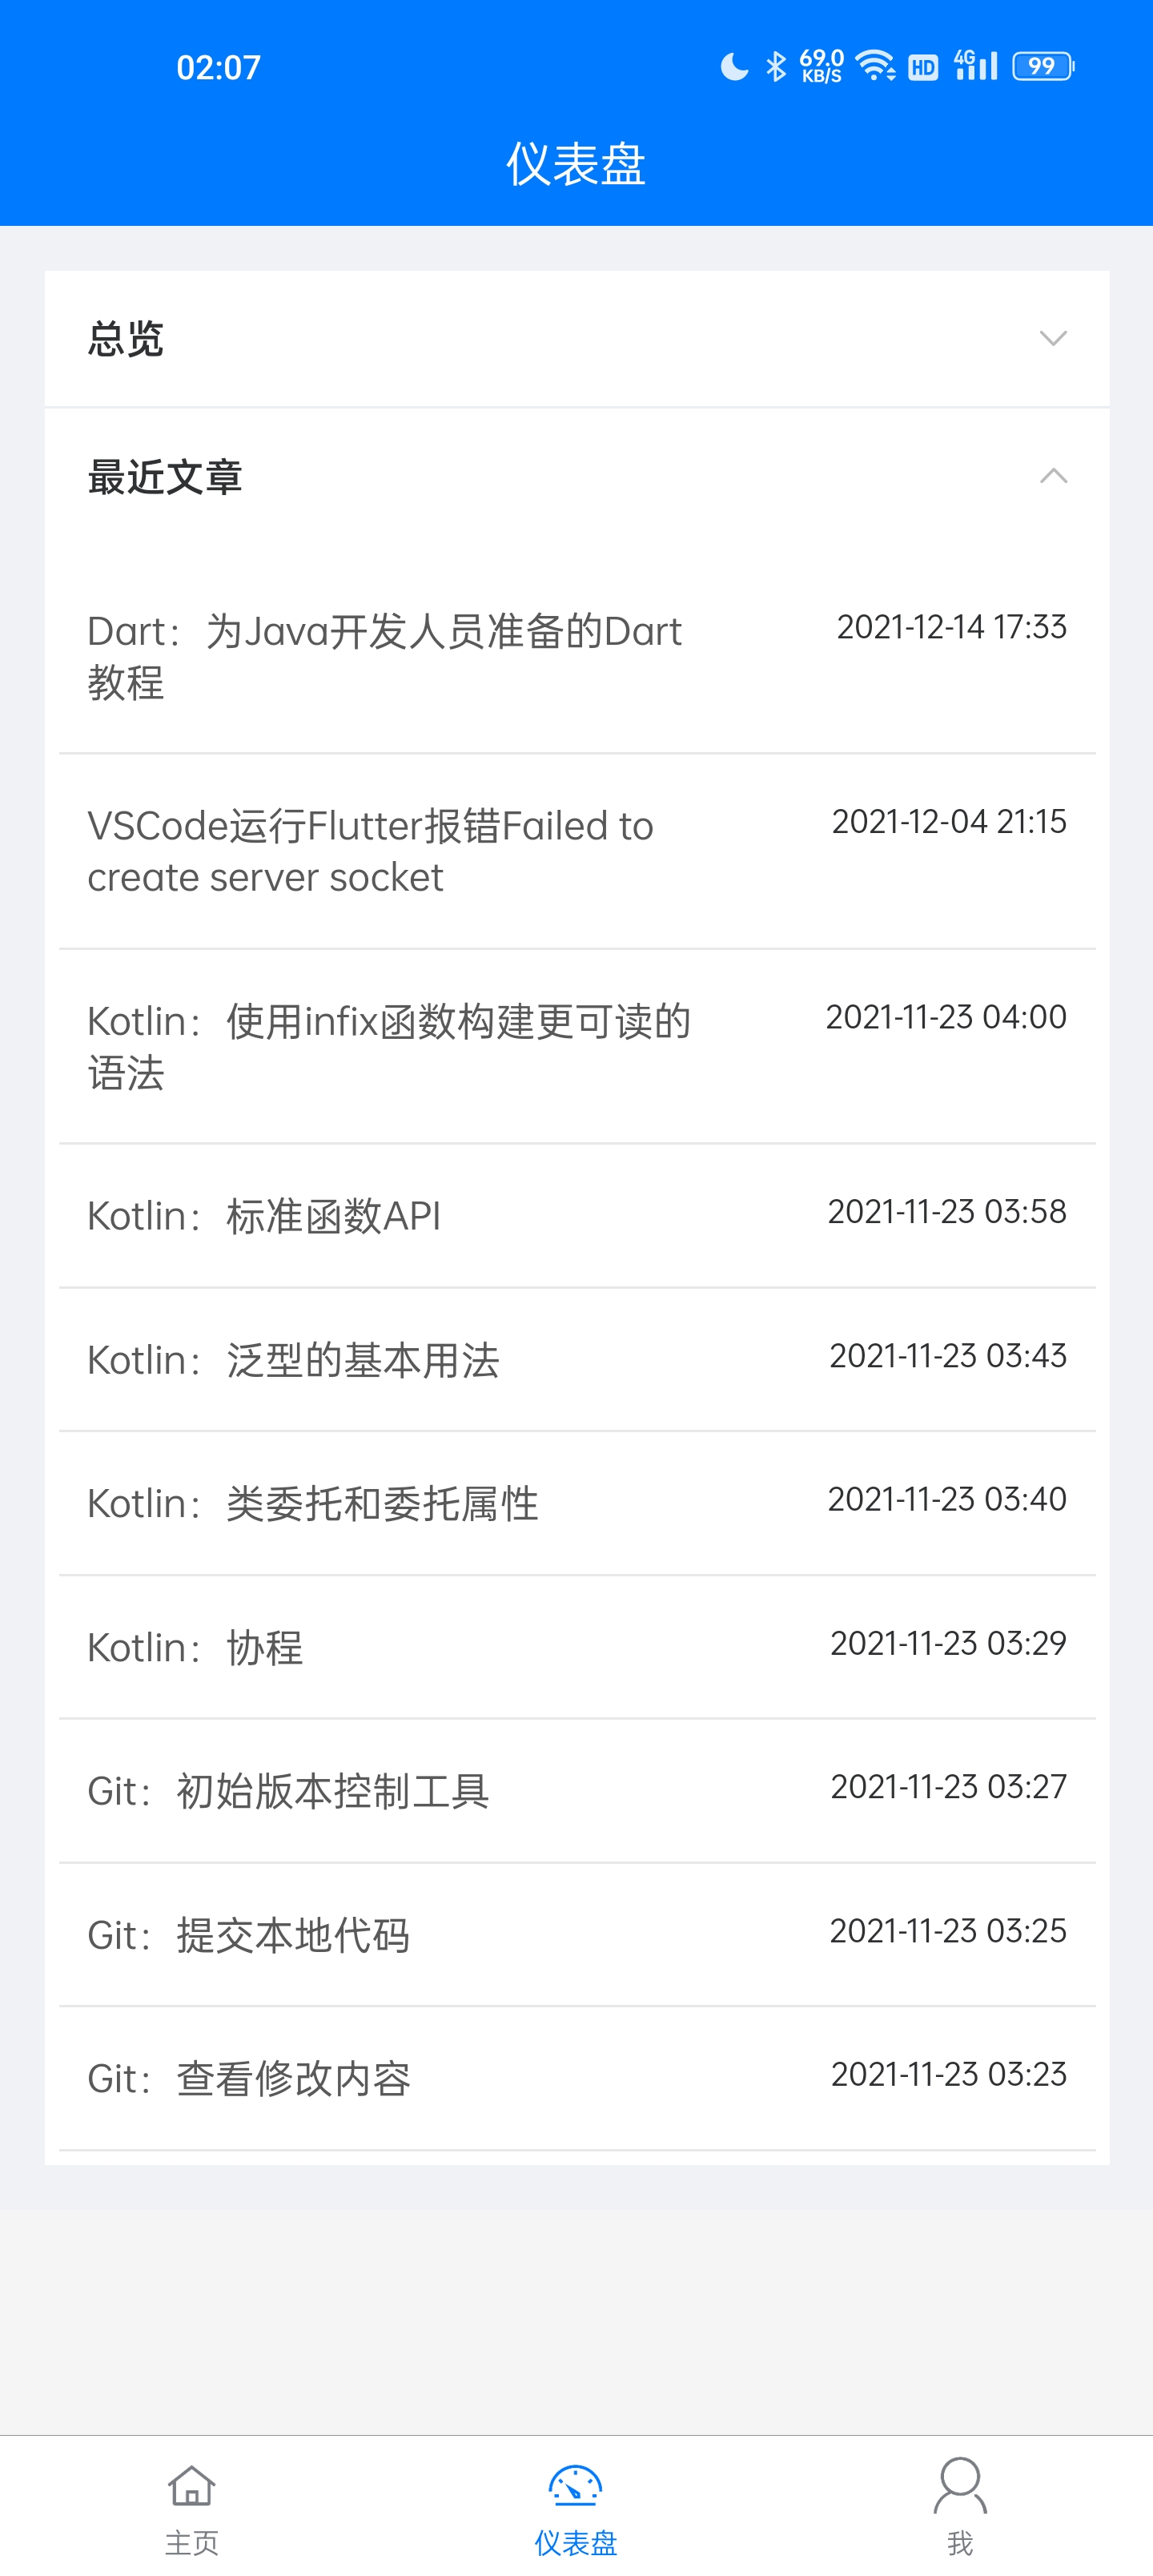 02:07 69.0 KB/S HD 4G 99
仪表盘
总览
最近文章
Dart：为Java开发人员准备的Dart 2021-12-14 17:33
教程
VSCode运行Flutter报错Failed to 2021-12-04 21:15
create server socket
Kotlin：使用infix函数构建更可读的 2021-11-23 04:00
语法
Kotlin：标准函数API 2021-11-23 03:58
Kotlin：泛型的基本用法 2021-11-23 03:43
Kotlin：类委托和委托属性 2021-11-23 03:40
Kotlin：协程 2021-11-23 03:29
Git：初始版本控制工具 2021-11-23 03:27
Git：提交本地代码 2021-11-23 03:25
Git：查看修改内容 2021-11-23 03:23
主页 仪表盘 我